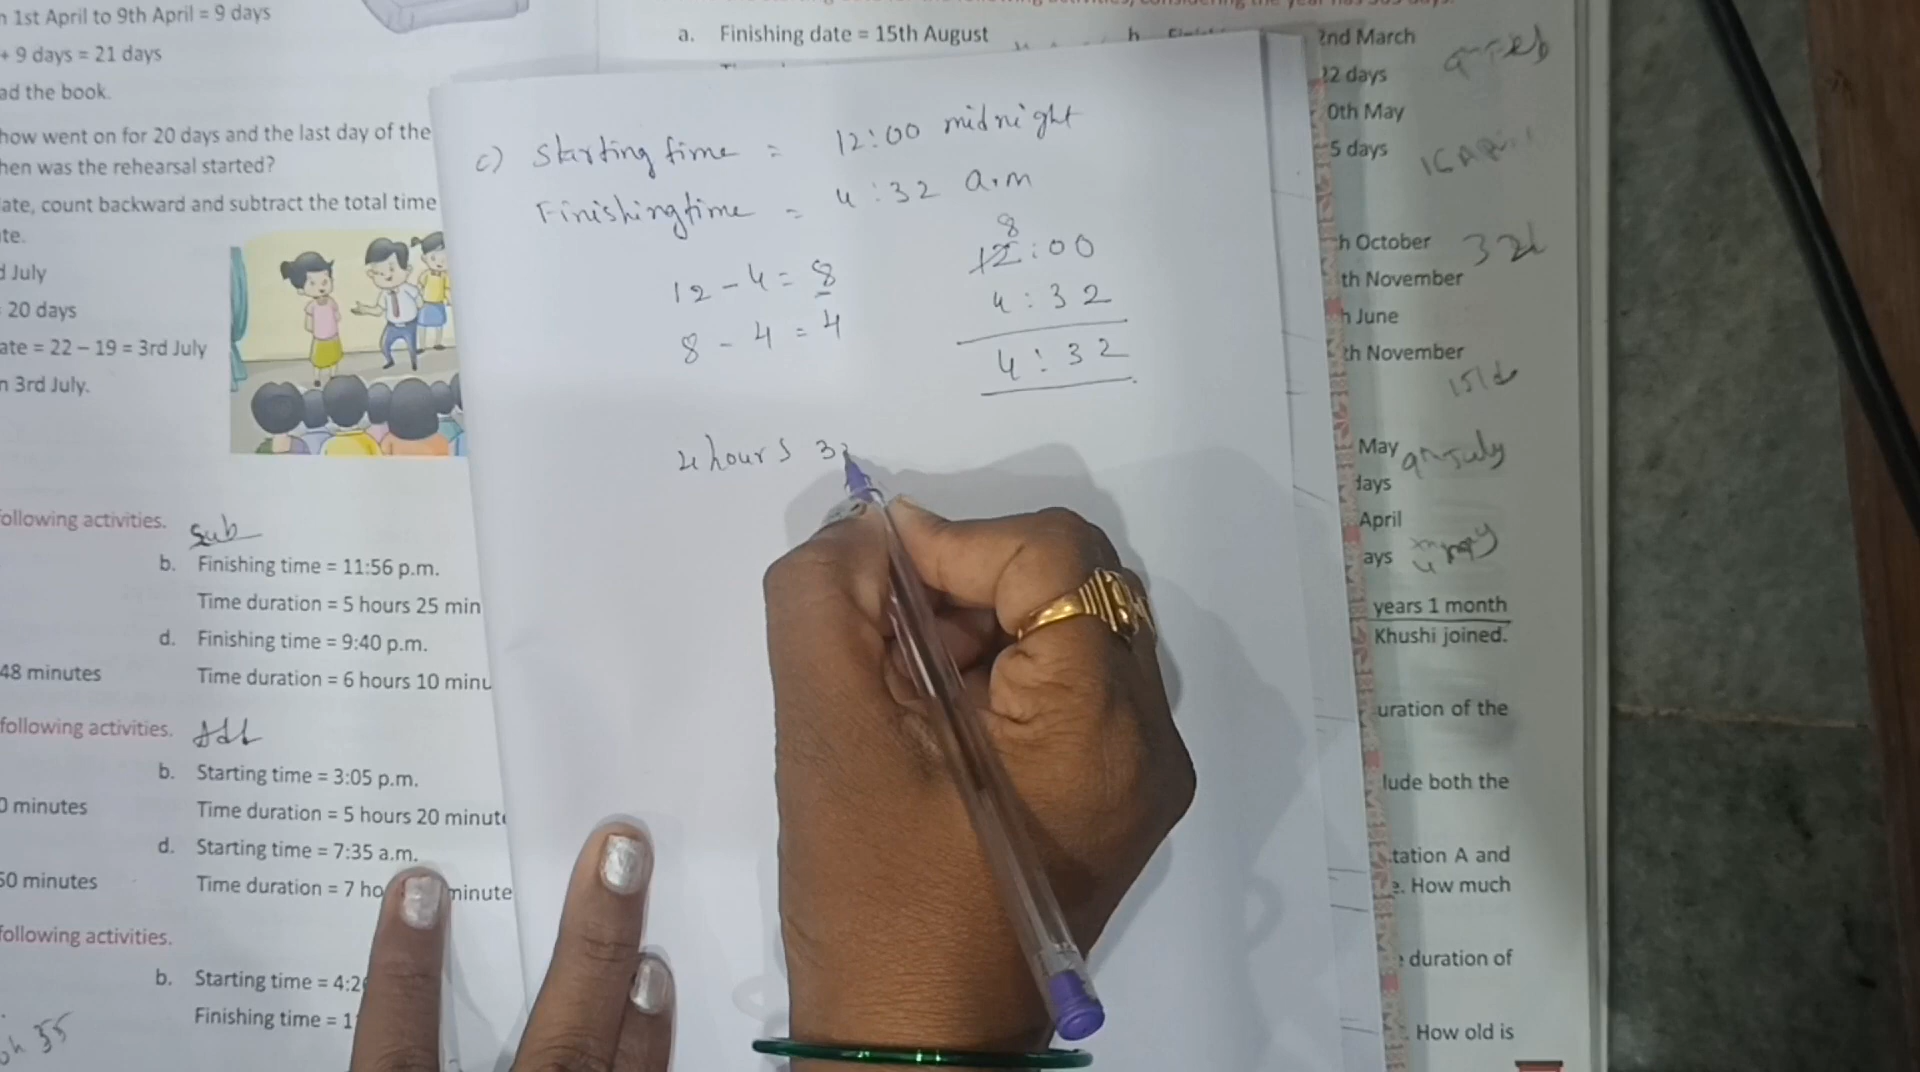 1st April to 9th April = 9 days
+ 9 days = 21 days
ad the book.
how went on for 20 days and the last day of the
hen was the rehearsal started?
ate, count backward and subtract the total time
te.
July
20 days
ate = 22 – 19 = 3rd July
n 3rd July.
ollowing activities.
Sub
b. Finishing time = 11:56 p.m.
Time duration = 5 hours 25 min
d. Finishing time = 9:40 p.m.
48 minutes
Time duration = 6 hours 10 minu
following activities.
Add
b. Starting time = 3:05 p.m.
0 minutes
Time duration = 5 hours 20 minut
d. Starting time = 7:35 a.m.
50 minutes
Time duration = 7 ho minute
following activities.
b. Starting time = 4:2
Finishing time = 1
a. Finishing date = 15th August
c) Starting time = 12:00 midnight
Finishing time = 4:32 a.m
12 - 4 = 8
8 - 4 = 4
8
12:00
4:32
4:32
4 hours 32
2nd March
22 days
0th May
5 days
16 April
h October
th November
h June
th November
May
days
April
ays
years 1 month
Khushi joined.
uration of the
lude both the
tation A and
e. How much
duration of
How old is